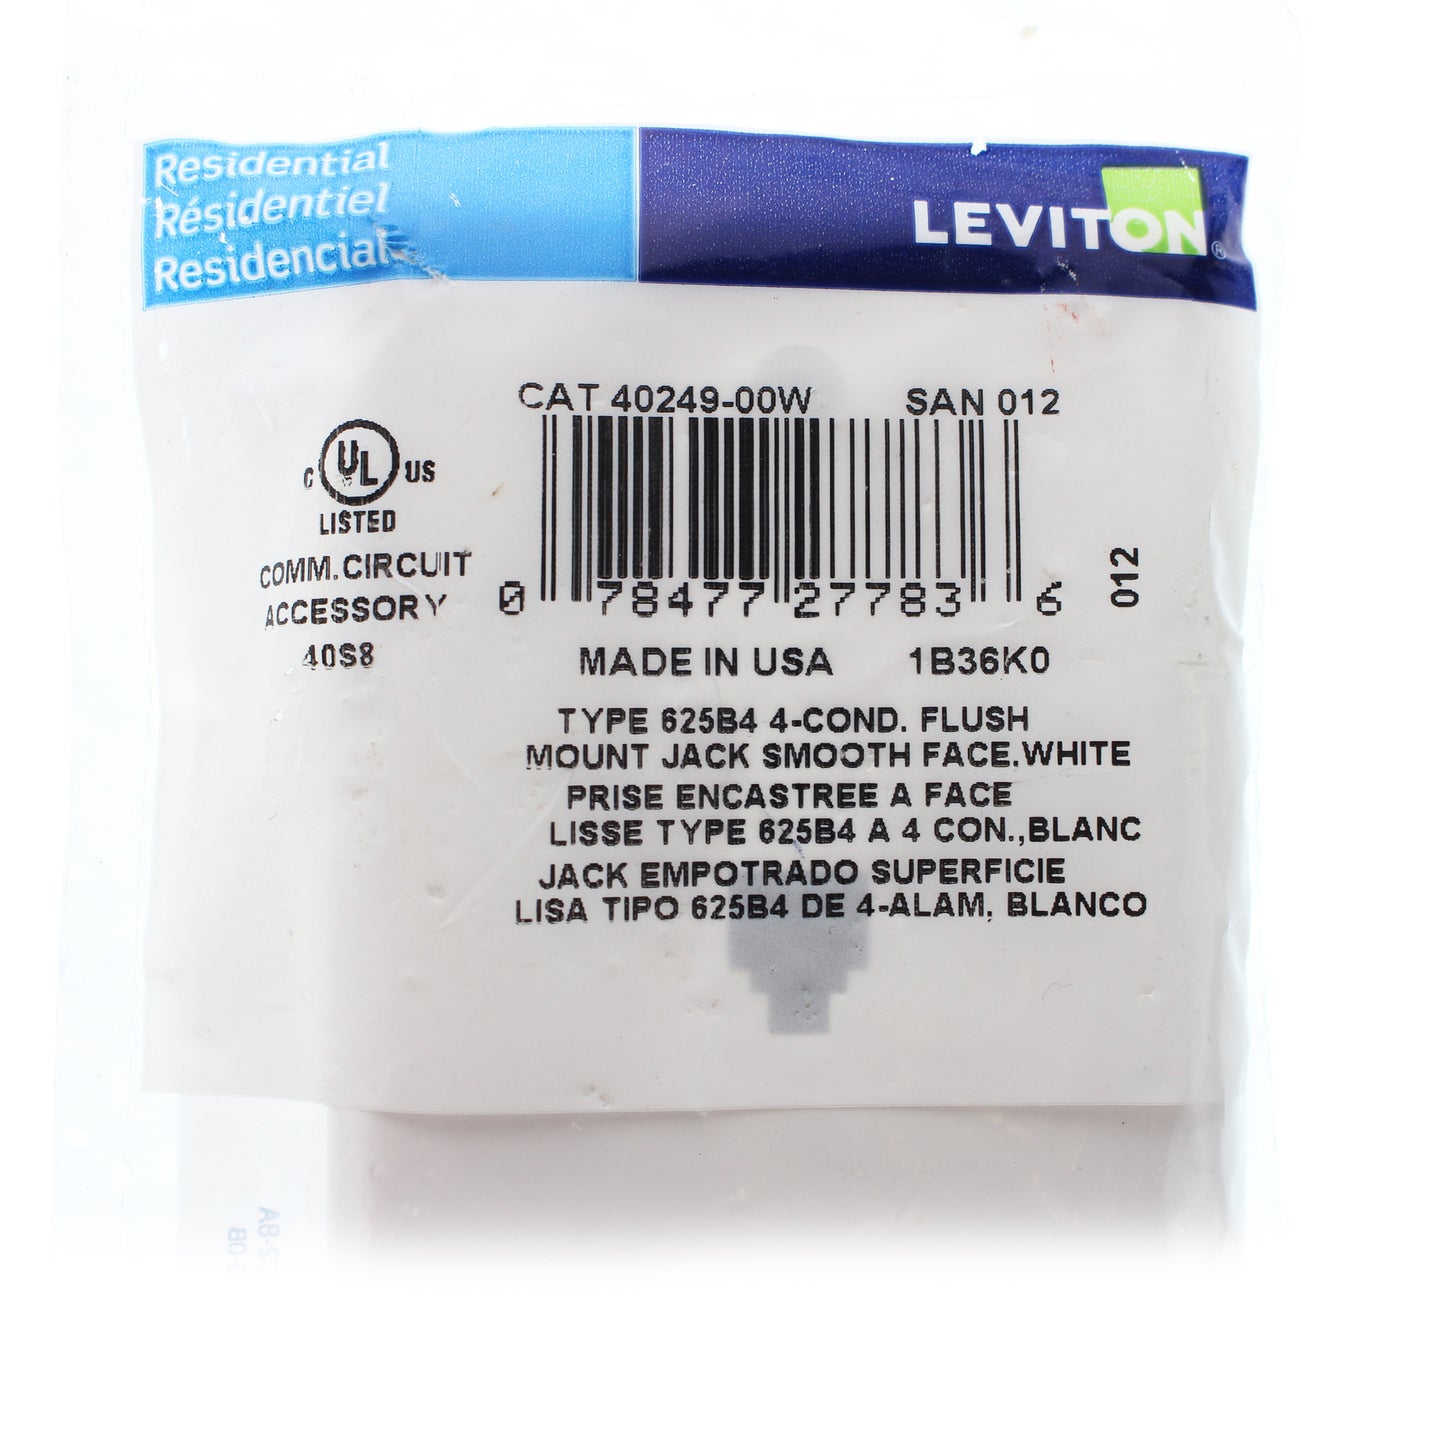 Residential
Résidentiel
Residencial
LEVITON®
CAT 40249-00W SAN 012
C UL US
LISTED
COMM.CIRCUIT
ACCESSORY
40S8
0 78477 27783 6
012
MADE IN USA 1B36K0
TYPE 625B4 4-COND. FLUSH
MOUNT JACK SMOOTH FACE.WHITE
PRISE ENCASTREE A FACE
LISSE TYPE 625B4 A 4 CON.,BLANC
JACK EMPOTRADO SUPERFICIE
LISA TIPO 625B4 DE 4-ALAM, BLANCO